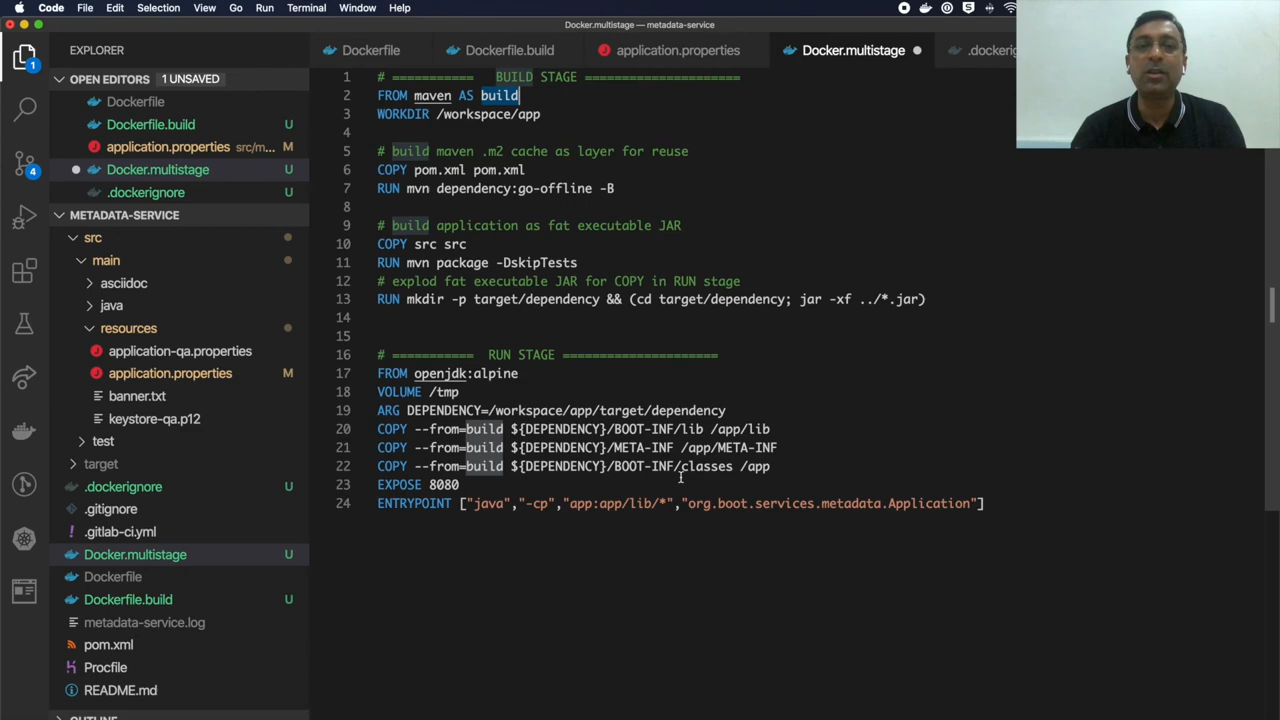 Code File Edit Selection View Go Run Terminal Window Help
Docker.multistage — metadata-service
EXPLORER
Dockerfile
Dockerfile.build
application.properties
Docker.multistage
OPEN EDITORS
1 UNSAVED
Dockerfile
Dockerfile.build U
application.properties src/m... M
Docker.multistage U
.dockerignore U
METADATA-SERVICE
src
main
asciidoc
java
resources
application-qa.properties
application.properties M
banner.txt
keystore-qa.p12
test
target
.dockerignore U
.gitignore
.gitlab-ci.yml
Docker.multistage U
Dockerfile
Dockerfile.build U
metadata-service.log
pom.xml
Procfile
README.md
1
4
1 # =========== BUILD STAGE =====================
2 FROM maven AS build
3 WORKDIR /workspace/app
4
5 # build maven .m2 cache as layer for reuse
6 COPY pom.xml pom.xml
7 RUN mvn dependency:go-offline -B
8
9 # build application as fat executable JAR
10 COPY src src
11 RUN mvn package -DskipTests
12 # explod fat executable JAR for COPY in RUN stage
13 RUN mkdir -p target/dependency && (cd target/dependency; jar -xf ../*.jar)
14
15
16 # =========== RUN STAGE =====================
17 FROM openjdk:alpine
18 VOLUME /tmp
19 ARG DEPENDENCY=/workspace/app/target/dependency
20 COPY --from=build ${DEPENDENCY}/BOOT-INF/lib /app/lib
21 COPY --from=build ${DEPENDENCY}/META-INF /app/META-INF
22 COPY --from=build ${DEPENDENCY}/BOOT-INF/classes /app
23 EXPOSE 8080
24 ENTRYPOINT ["java","-cp","app:app/lib/*","org.boot.services.metadata.Application"]